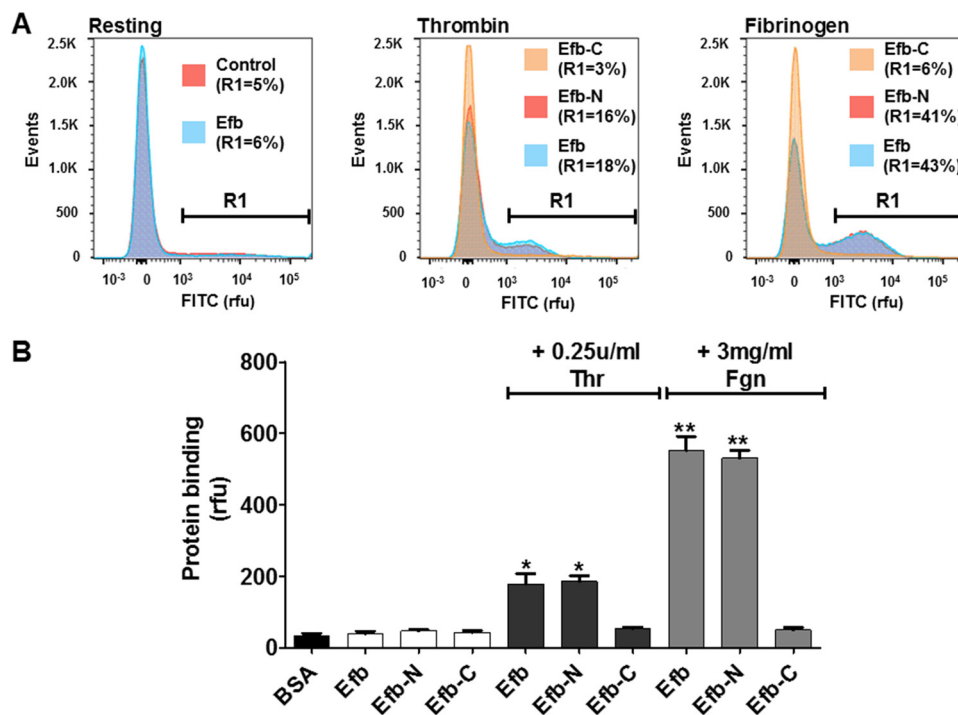 A
Resting
2.5K
2.0K
1.5K
1.0K
500
0
Events
Control
(R1=5%)
Efb
(R1=6%)
R1
10-3 0 10³ 10⁴ 10⁵
FITC (rfu)
Thrombin
2.5K
2.0K
1.5K
1.0K
500
0
Events
Efb-C
(R1=3%)
Efb-N
(R1=16%)
Efb
(R1=18%)
R1
10-3 0 10³ 10⁴ 10⁵
FITC (rfu)
Fibrinogen
2.5K
2.0K
1.5K
1.0K
500
0
Events
Efb-C
(R1=6%)
Efb-N
(R1=41%)
Efb
(R1=43%)
R1
10-3 0 10³ 10⁴ 10⁵
FITC (rfu)
B
+ 0.25u/ml
Thr
+ 3mg/ml
Fgn
800
600
400
200
0
Protein binding
(rfu)
* * ** **
BSA Efb Efb-N Efb-C Efb Efb-N Efb-C Efb Efb-N Efb-C